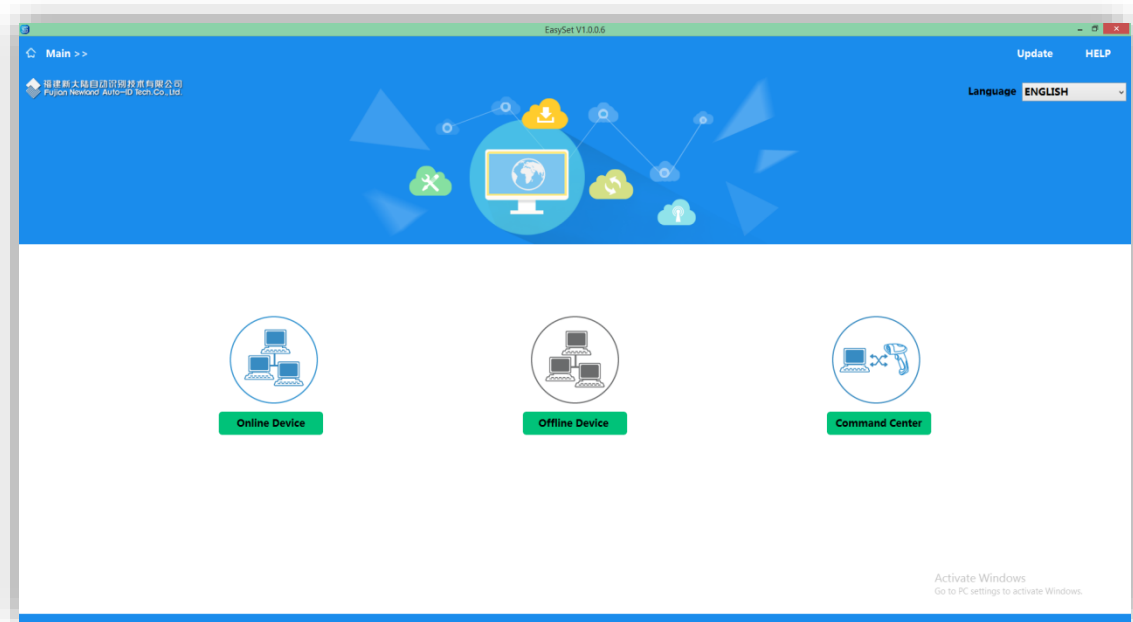 EasySet V1.0.0.6
Main >>
Update HELP
福建新大陆自动识别技术有限公司
Fujian Newland Auto-ID Tech.Co.,Ltd.
Language ENGLISH
Online Device
Offline Device
Command Center
Activate Windows
Go to PC settings to activate Windows.